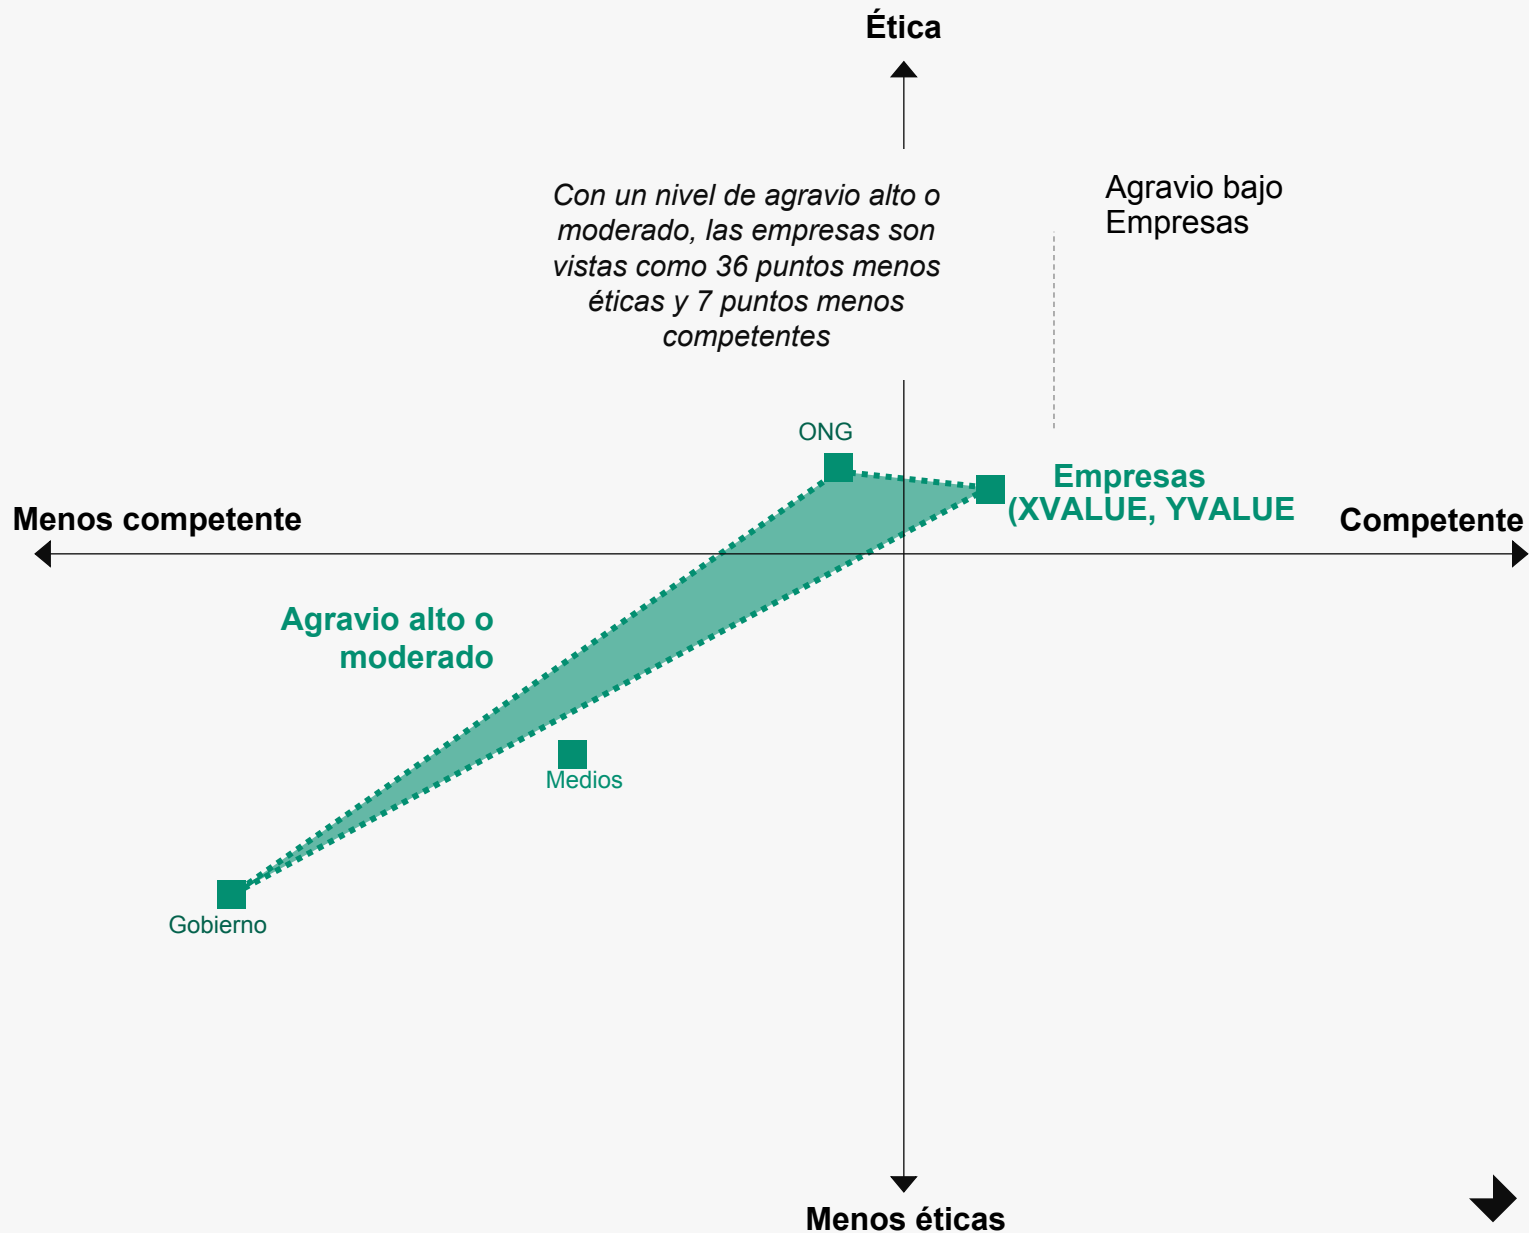 Ética
Agravio bajo
Empresas
Con un nivel de agravio alto o
moderado, las empresas son
vistas como 36 puntos menos
éticas y 7 puntos menos
competentes
ONG
Empresas
(XVALUE, YVALUE
Menos competente
Competente
Agravio alto o
moderado
Medios
Gobierno
Menos éticas